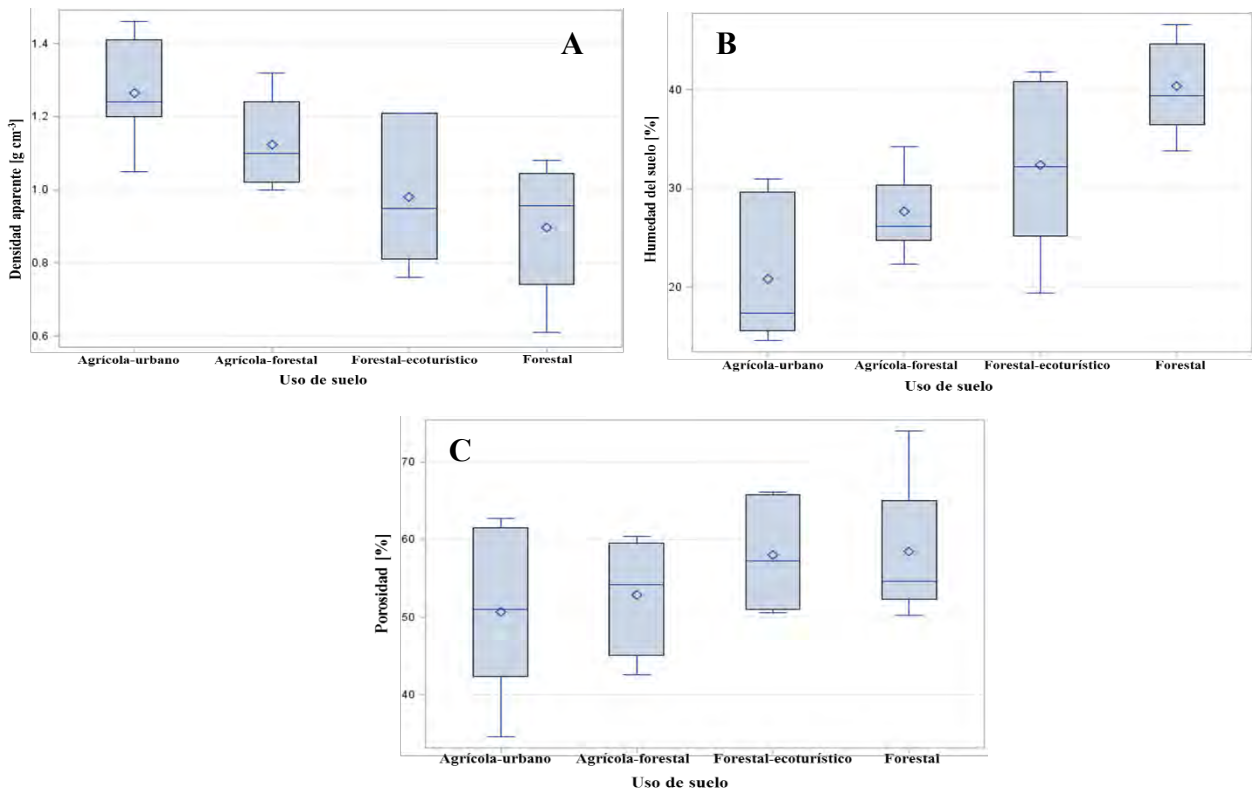 A
Densidad aparente [g cm⁻³]
1.4
1.2
1.0
0.8
0.6
Agrícola-urbano Agrícola-forestal Forestal-ecoturístico Forestal
Uso de suelo
B
Humedad del suelo [%]
40
30
20
Agrícola-urbano Agrícola-forestal Forestal-ecoturístico Forestal
Uso de suelo
C
Porosidad [%]
70
60
50
40
Agrícola-urbano Agrícola-forestal Forestal-ecoturístico Forestal
Uso de suelo